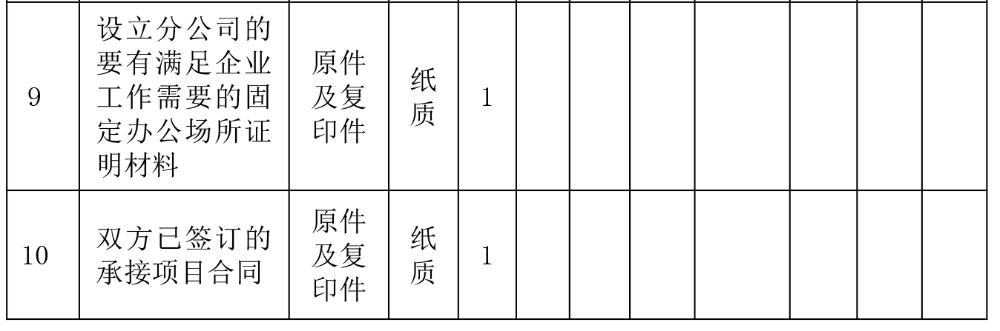 9
设立分公司的
要有满足企业
工作需要的固
定办公场所证
明材料
原件
及复
印件
纸
质
1
10
双方已签订的
承接项目合同
原件
及复
印件
纸
质
1